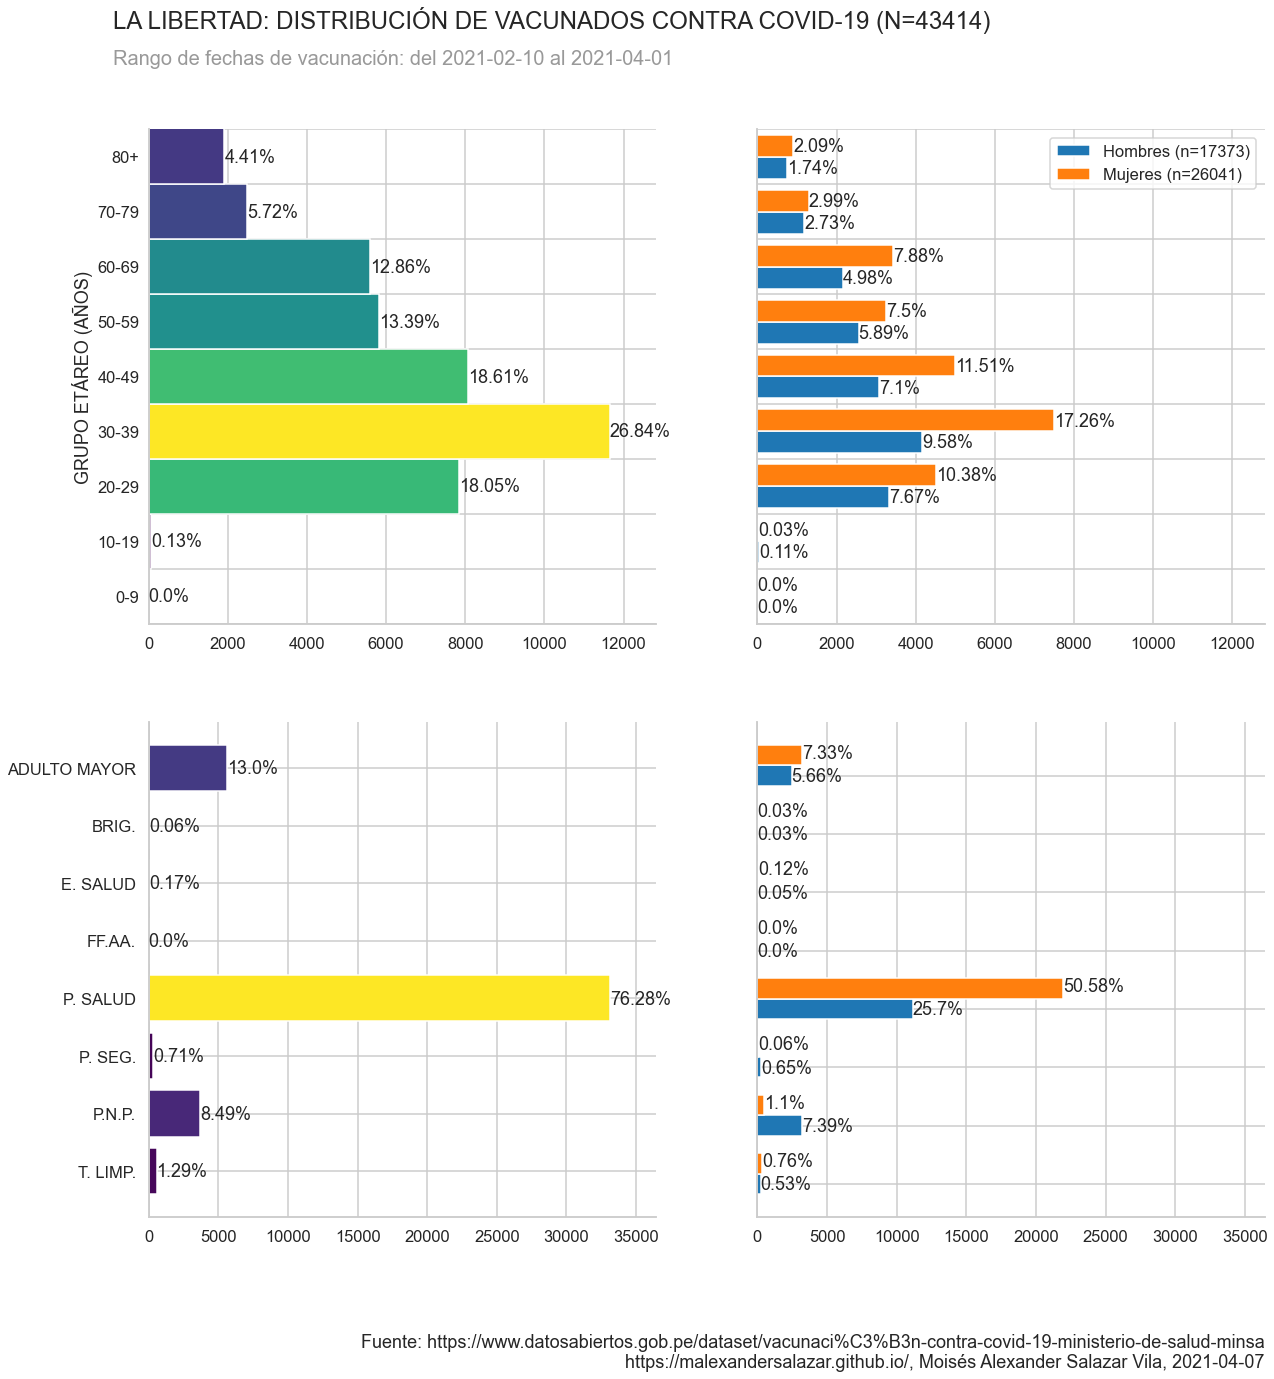 LA LIBERTAD: DISTRIBUCIÓN DE VACUNADOS CONTRA COVID-19 (N=43414)
Rango de fechas de vacunación: del 2021-02-10 al 2021-04-01
GRUPO ETÁREO (AÑOS)
80+ 4.41%
70-79 5.72%
60-69 12.86%
50-59 13.39%
40-49 18.61%
30-39 26.84%
20-29 18.05%
10-19 0.13%
0-9 0.0%
0 2000 4000 6000 8000 10000 12000
Hombres (n=17373)
Mujeres (n=26041)
2.09%
1.74%
2.99%
2.73%
7.88%
4.98%
7.5%
5.89%
11.51%
7.1%
17.26%
9.58%
10.38%
7.67%
0.03%
0.11%
0.0%
0.0%
0 2000 4000 6000 8000 10000 12000
ADULTO MAYOR 13.0%
BRIG. 0.06%
E. SALUD 0.17%
FF.AA. 0.0%
P. SALUD 76.28%
P. SEG. 0.71%
P.N.P. 8.49%
T. LIMP. 1.29%
0 5000 10000 15000 20000 25000 30000 35000
7.33%
5.66%
0.03%
0.03%
0.12%
0.05%
0.0%
0.0%
50.58%
25.7%
0.06%
0.65%
1.1%
7.39%
0.76%
0.53%
0 5000 10000 15000 20000 25000 30000 35000
Fuente: https://www.datosabiertos.gob.pe/dataset/vacunaci%C3%B3n-contra-covid-19-ministerio-de-salud-minsa
https://malexandersalazar.github.io/, Moisés Alexander Salazar Vila, 2021-04-07